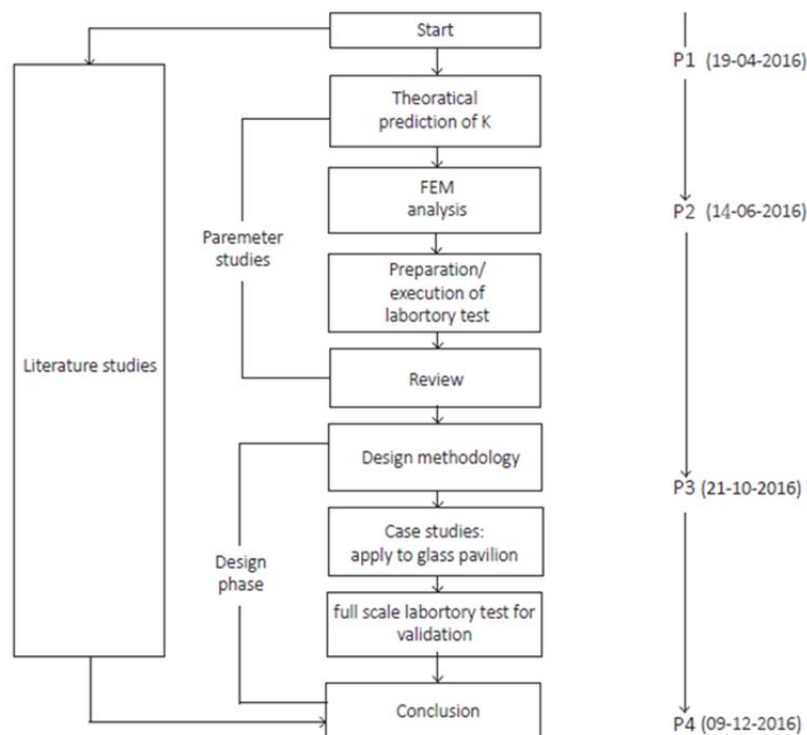 Start
P1 (19-04-2016)
Theoratical
prediction of K
FEM
analysis
P2 (14-06-2016)
Paremeter
studies
Preparation/
execution of
labortory test
Literature studies
Review
Design methodology
P3 (21-10-2016)
Case studies:
apply to glass pavilion
Design
phase
full scale labortory test for
validation
Conclusion
P4 (09-12-2016)